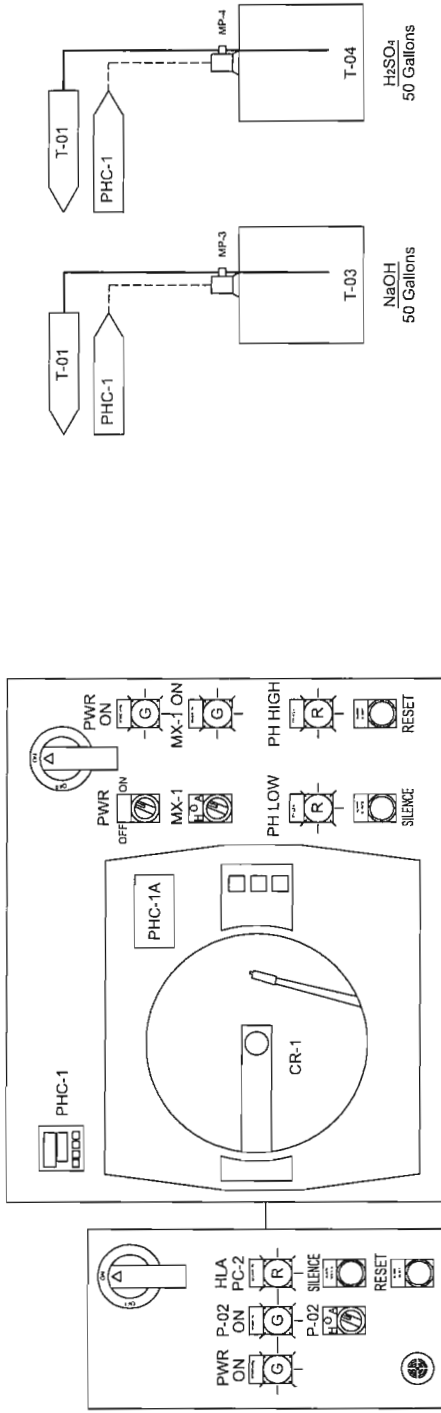 PWR
ON
P-02
ON
HLA
PC-2
G
G
R
P-02
SILENCE
H O A
RESET
ON
PHC-1
PHC-1A
CR-1
ON
PWR
OFF
ON
PWR
ON
G
MX-1
H O A
MX-1 ON
G
PH LOW
R
PH HIGH
R
SILENCE
RESET
T-01
PHC-1
MP-3
T-03
NaOH
50 Gallons
T-01
PHC-1
MP-4
T-04
H₂SO₄
50 Gallons